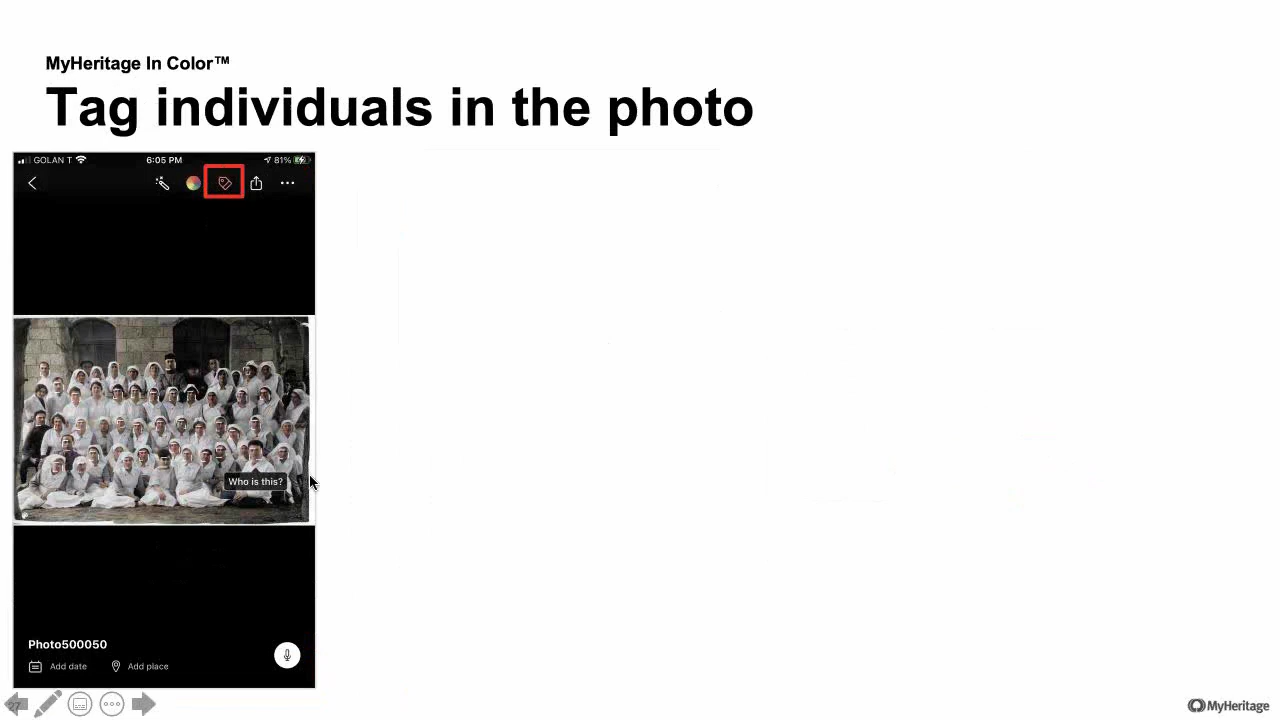 MyHeritage In Color™
Tag individuals in the photo
GOLAN T 6:05 PM 81%
Who is this?
Photo500050
Add date Add place
27
MyHeritage